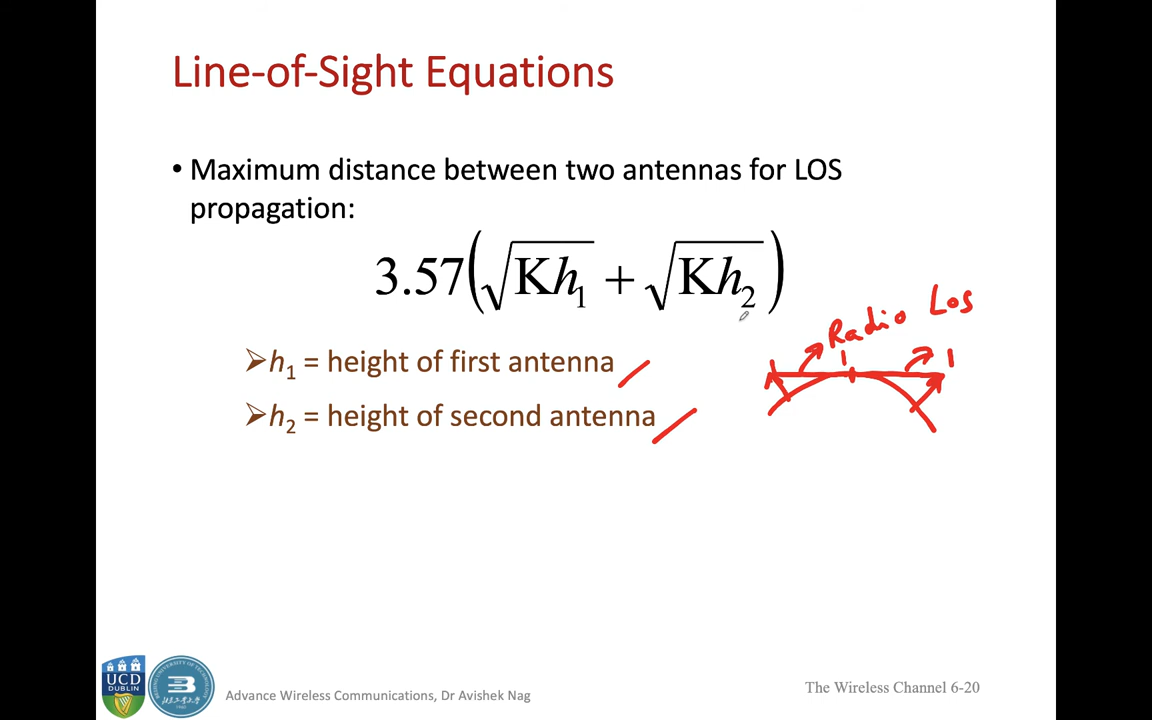 Line-of-Sight Equations
• Maximum distance between two antennas for LOS
propagation:
3.57(√Kh₁ + √Kh₂)
Radio Los
➢h₁ = height of first antenna
➢h₂ = height of second antenna
UCD
DUBLIN
Advance Wireless Communications, Dr Avishek Nag
The Wireless Channel 6-20